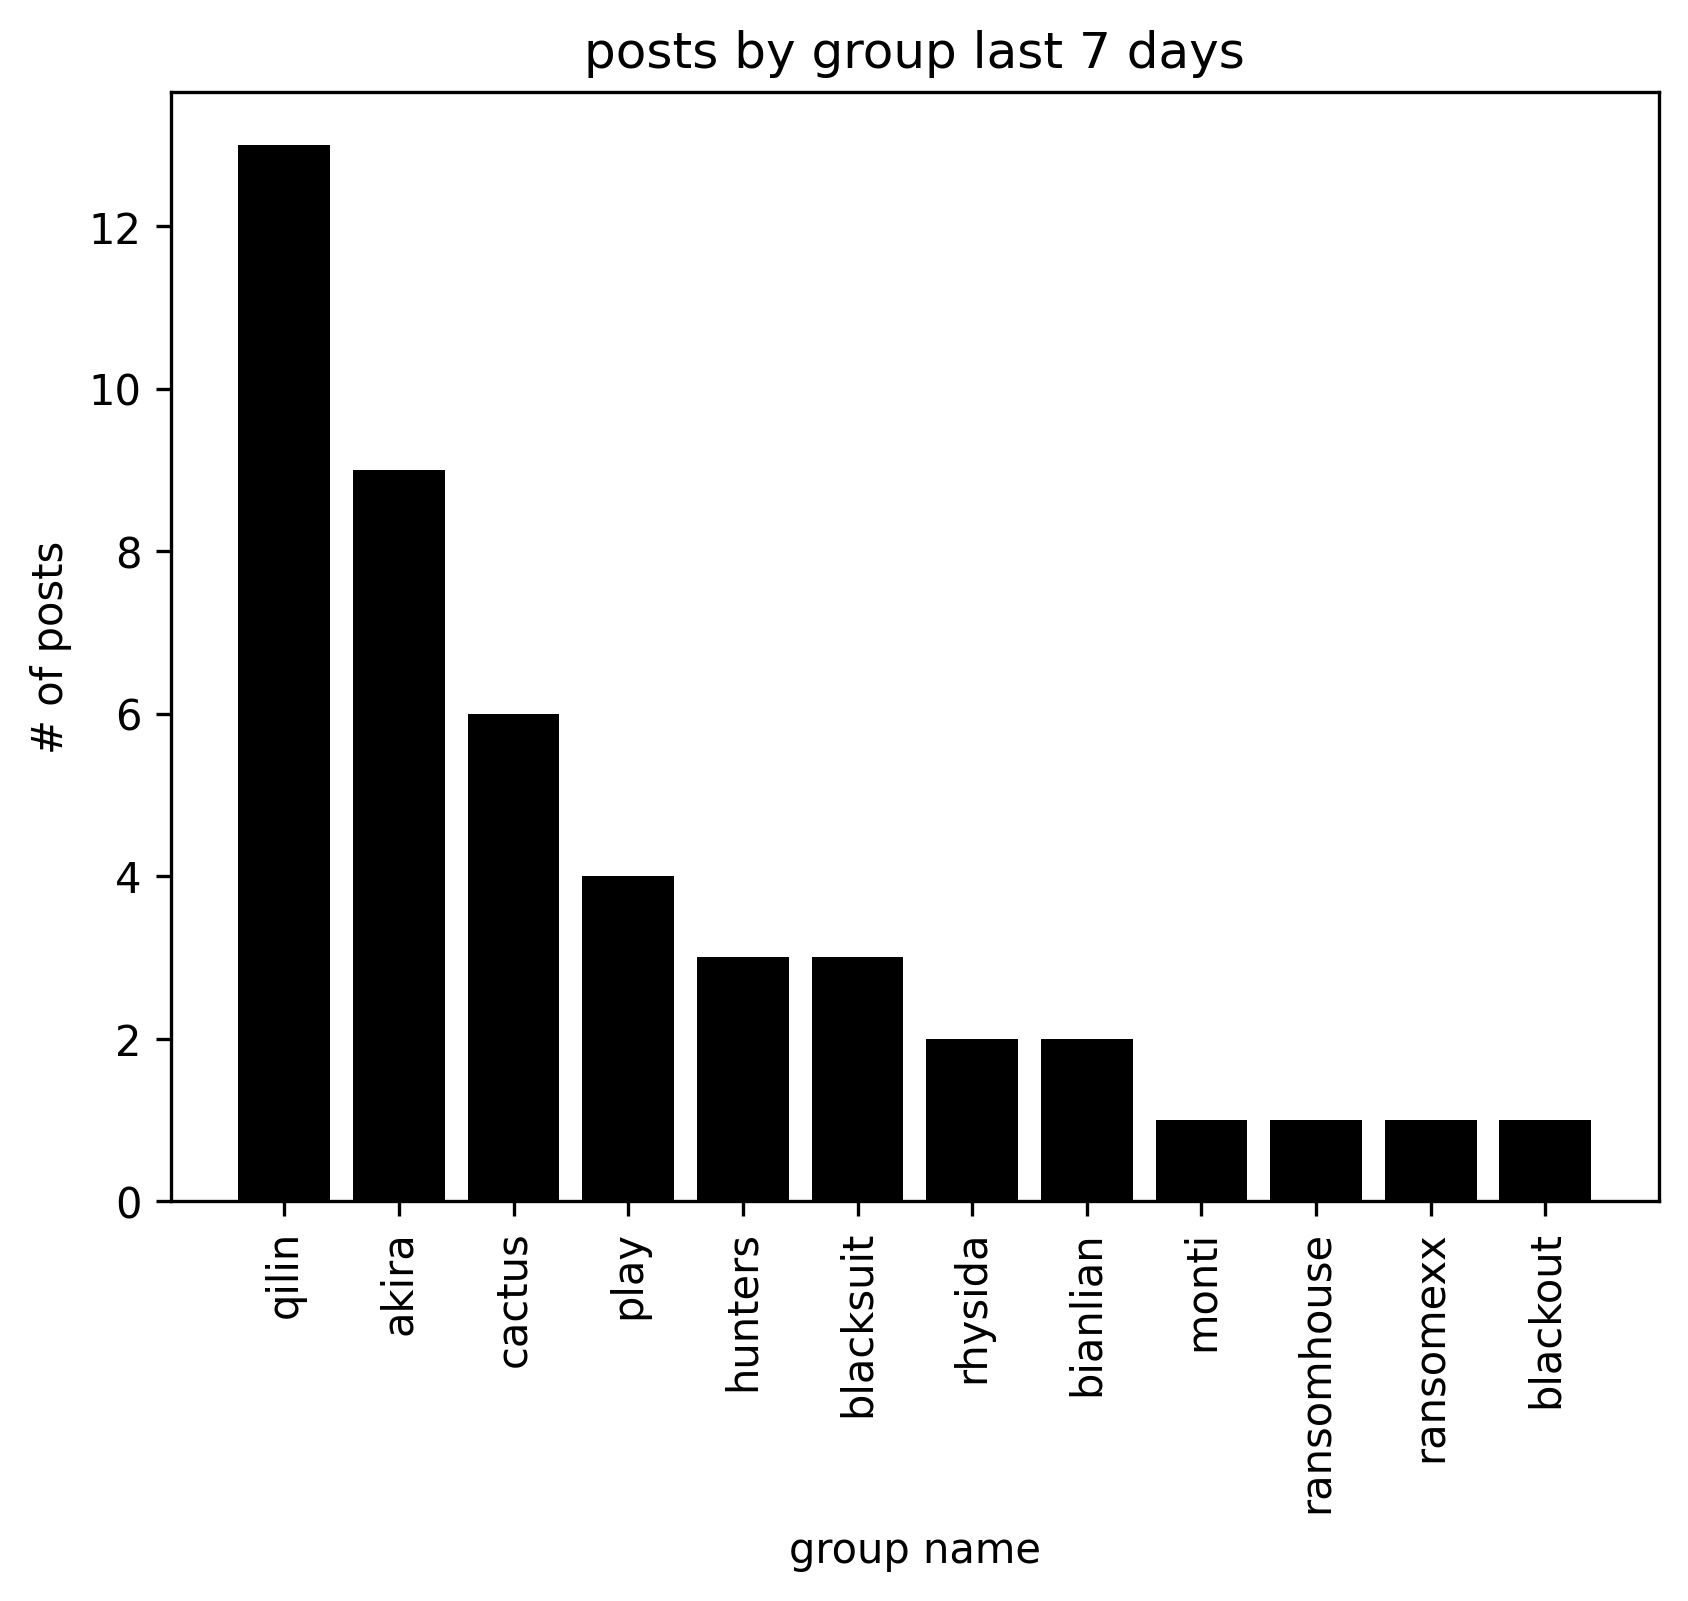 posts by group last 7 days
# of posts
12
10
8
6
4
2
0
qilin
akira
cactus
play
hunters
blacksuit
rhysida
bianlian
monti
ransomhouse
ransomexx
blackout
group name